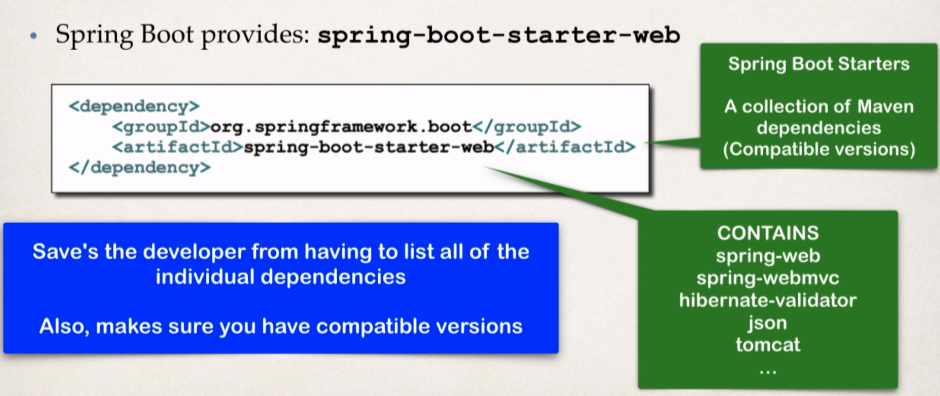 • Spring Boot provides: spring-boot-starter-web
<dependency>
    <groupId>org.springframework.boot</groupId>
    <artifactId>spring-boot-starter-web</artifactId>
</dependency>
Spring Boot Starters
A collection of Maven
dependencies
(Compatible versions)
Save's the developer from having to list all of the
individual dependencies
Also, makes sure you have compatible versions
CONTAINS
spring-web
spring-webmvc
hibernate-validator
json
tomcat
...